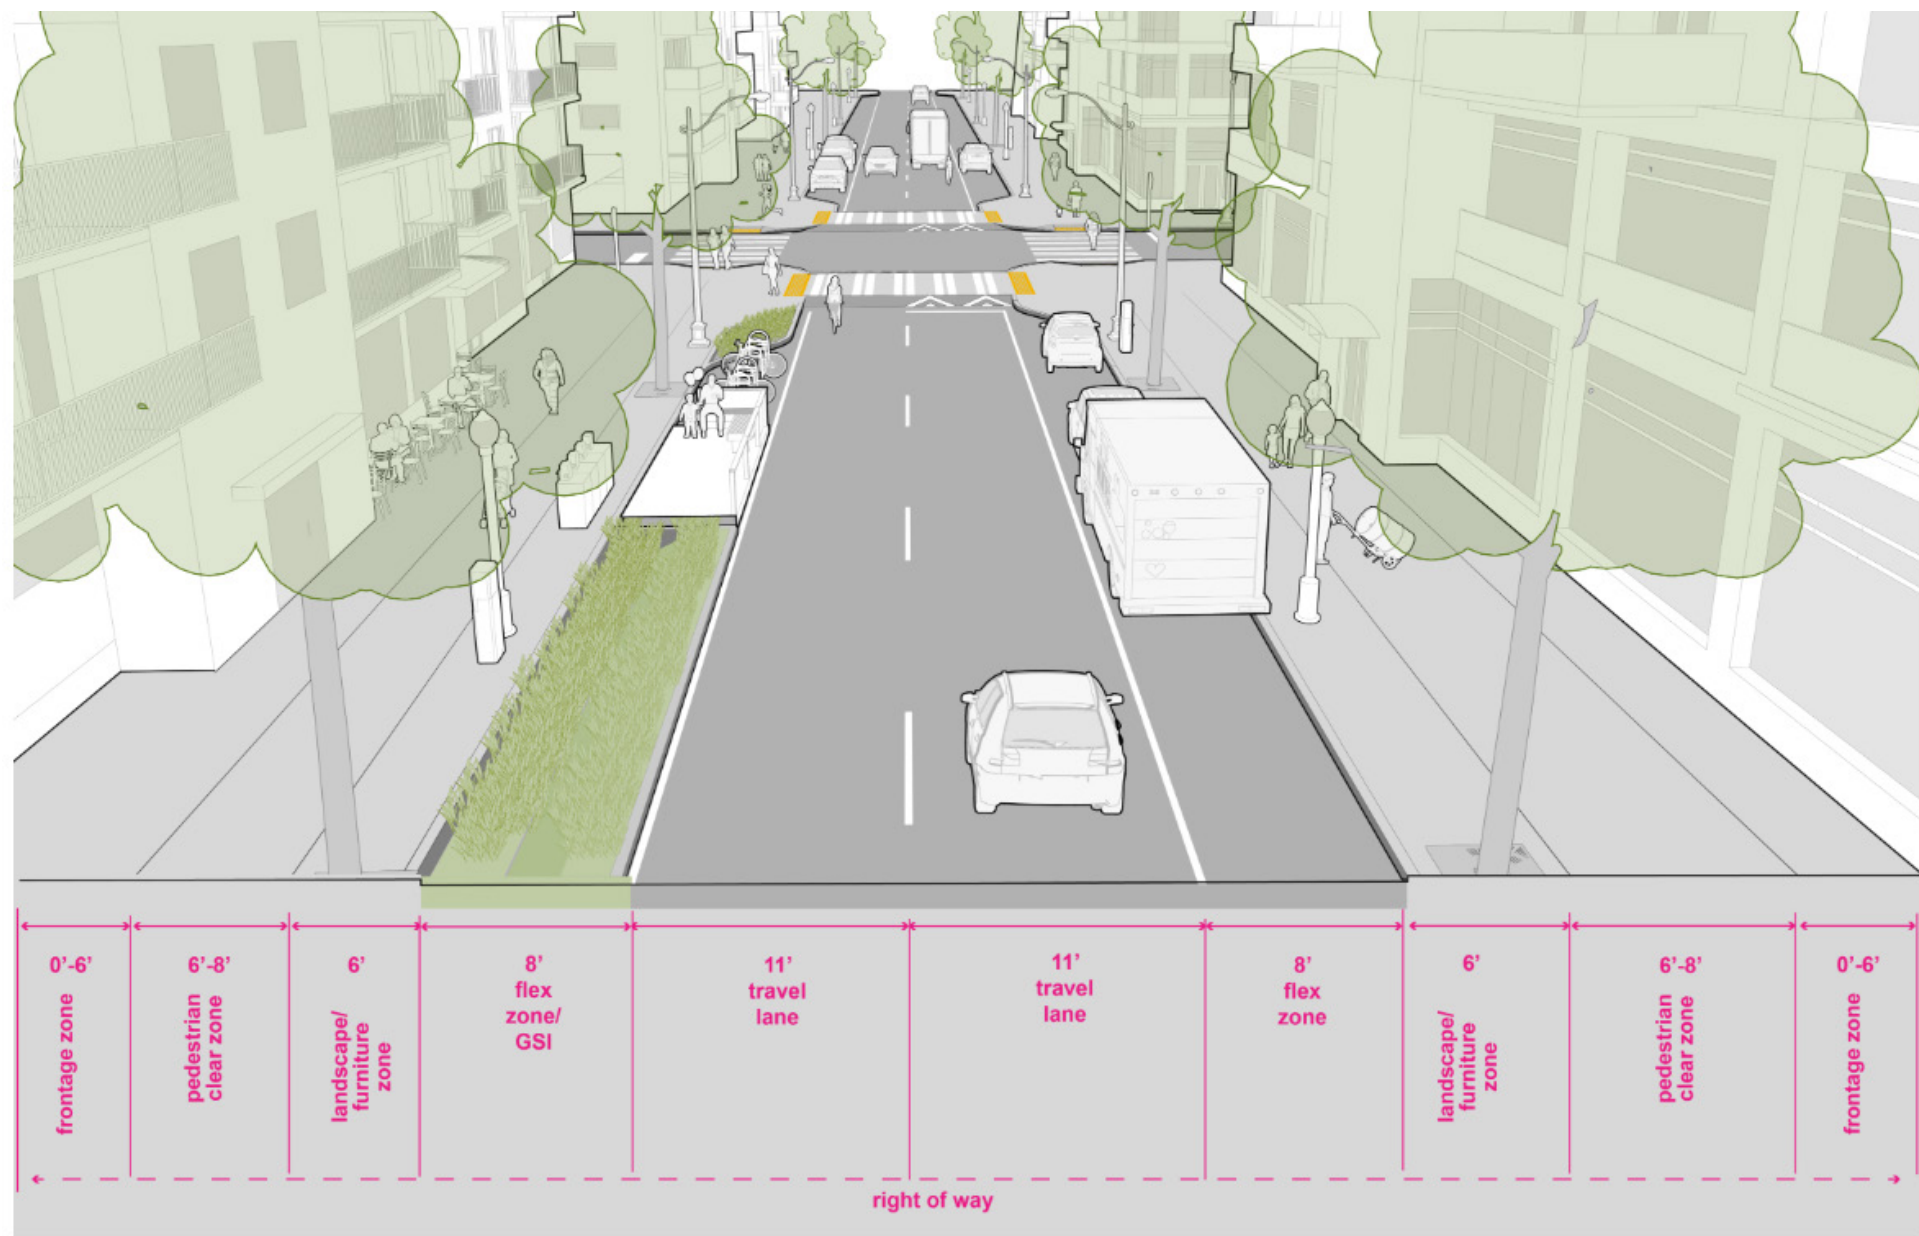 0’-6’
frontage zone
6’-8’
pedestrian
clear zone
6’
landscape/
furniture
zone
8’
flex
zone/
GSI
11’
travel
lane
11’
travel
lane
8’
flex
zone
6’
landscape/
furniture
zone
6’-8’
pedestrian
clear zone
0’-6’
frontage zone
right of way